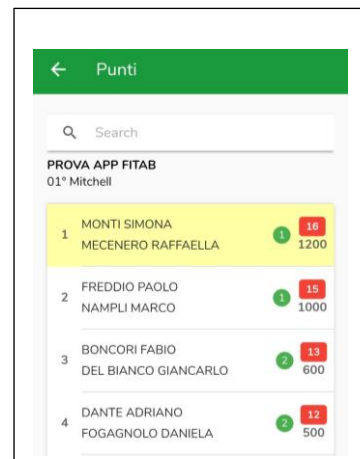 Punti
Search
PROVA APP FITAB
01° Mitchell
1 MONTI SIMONA 1 16
MECENERO RAFFAELLA 1200
2 FREDDIO PAOLO 1 15
NAMPLI MARCO 1000
3 BONCORI FABIO 2 13
DEL BIANCO GIANCARLO 600
4 DANTE ADRIANO 2 12
FOGAGNOLO DANIELA 500